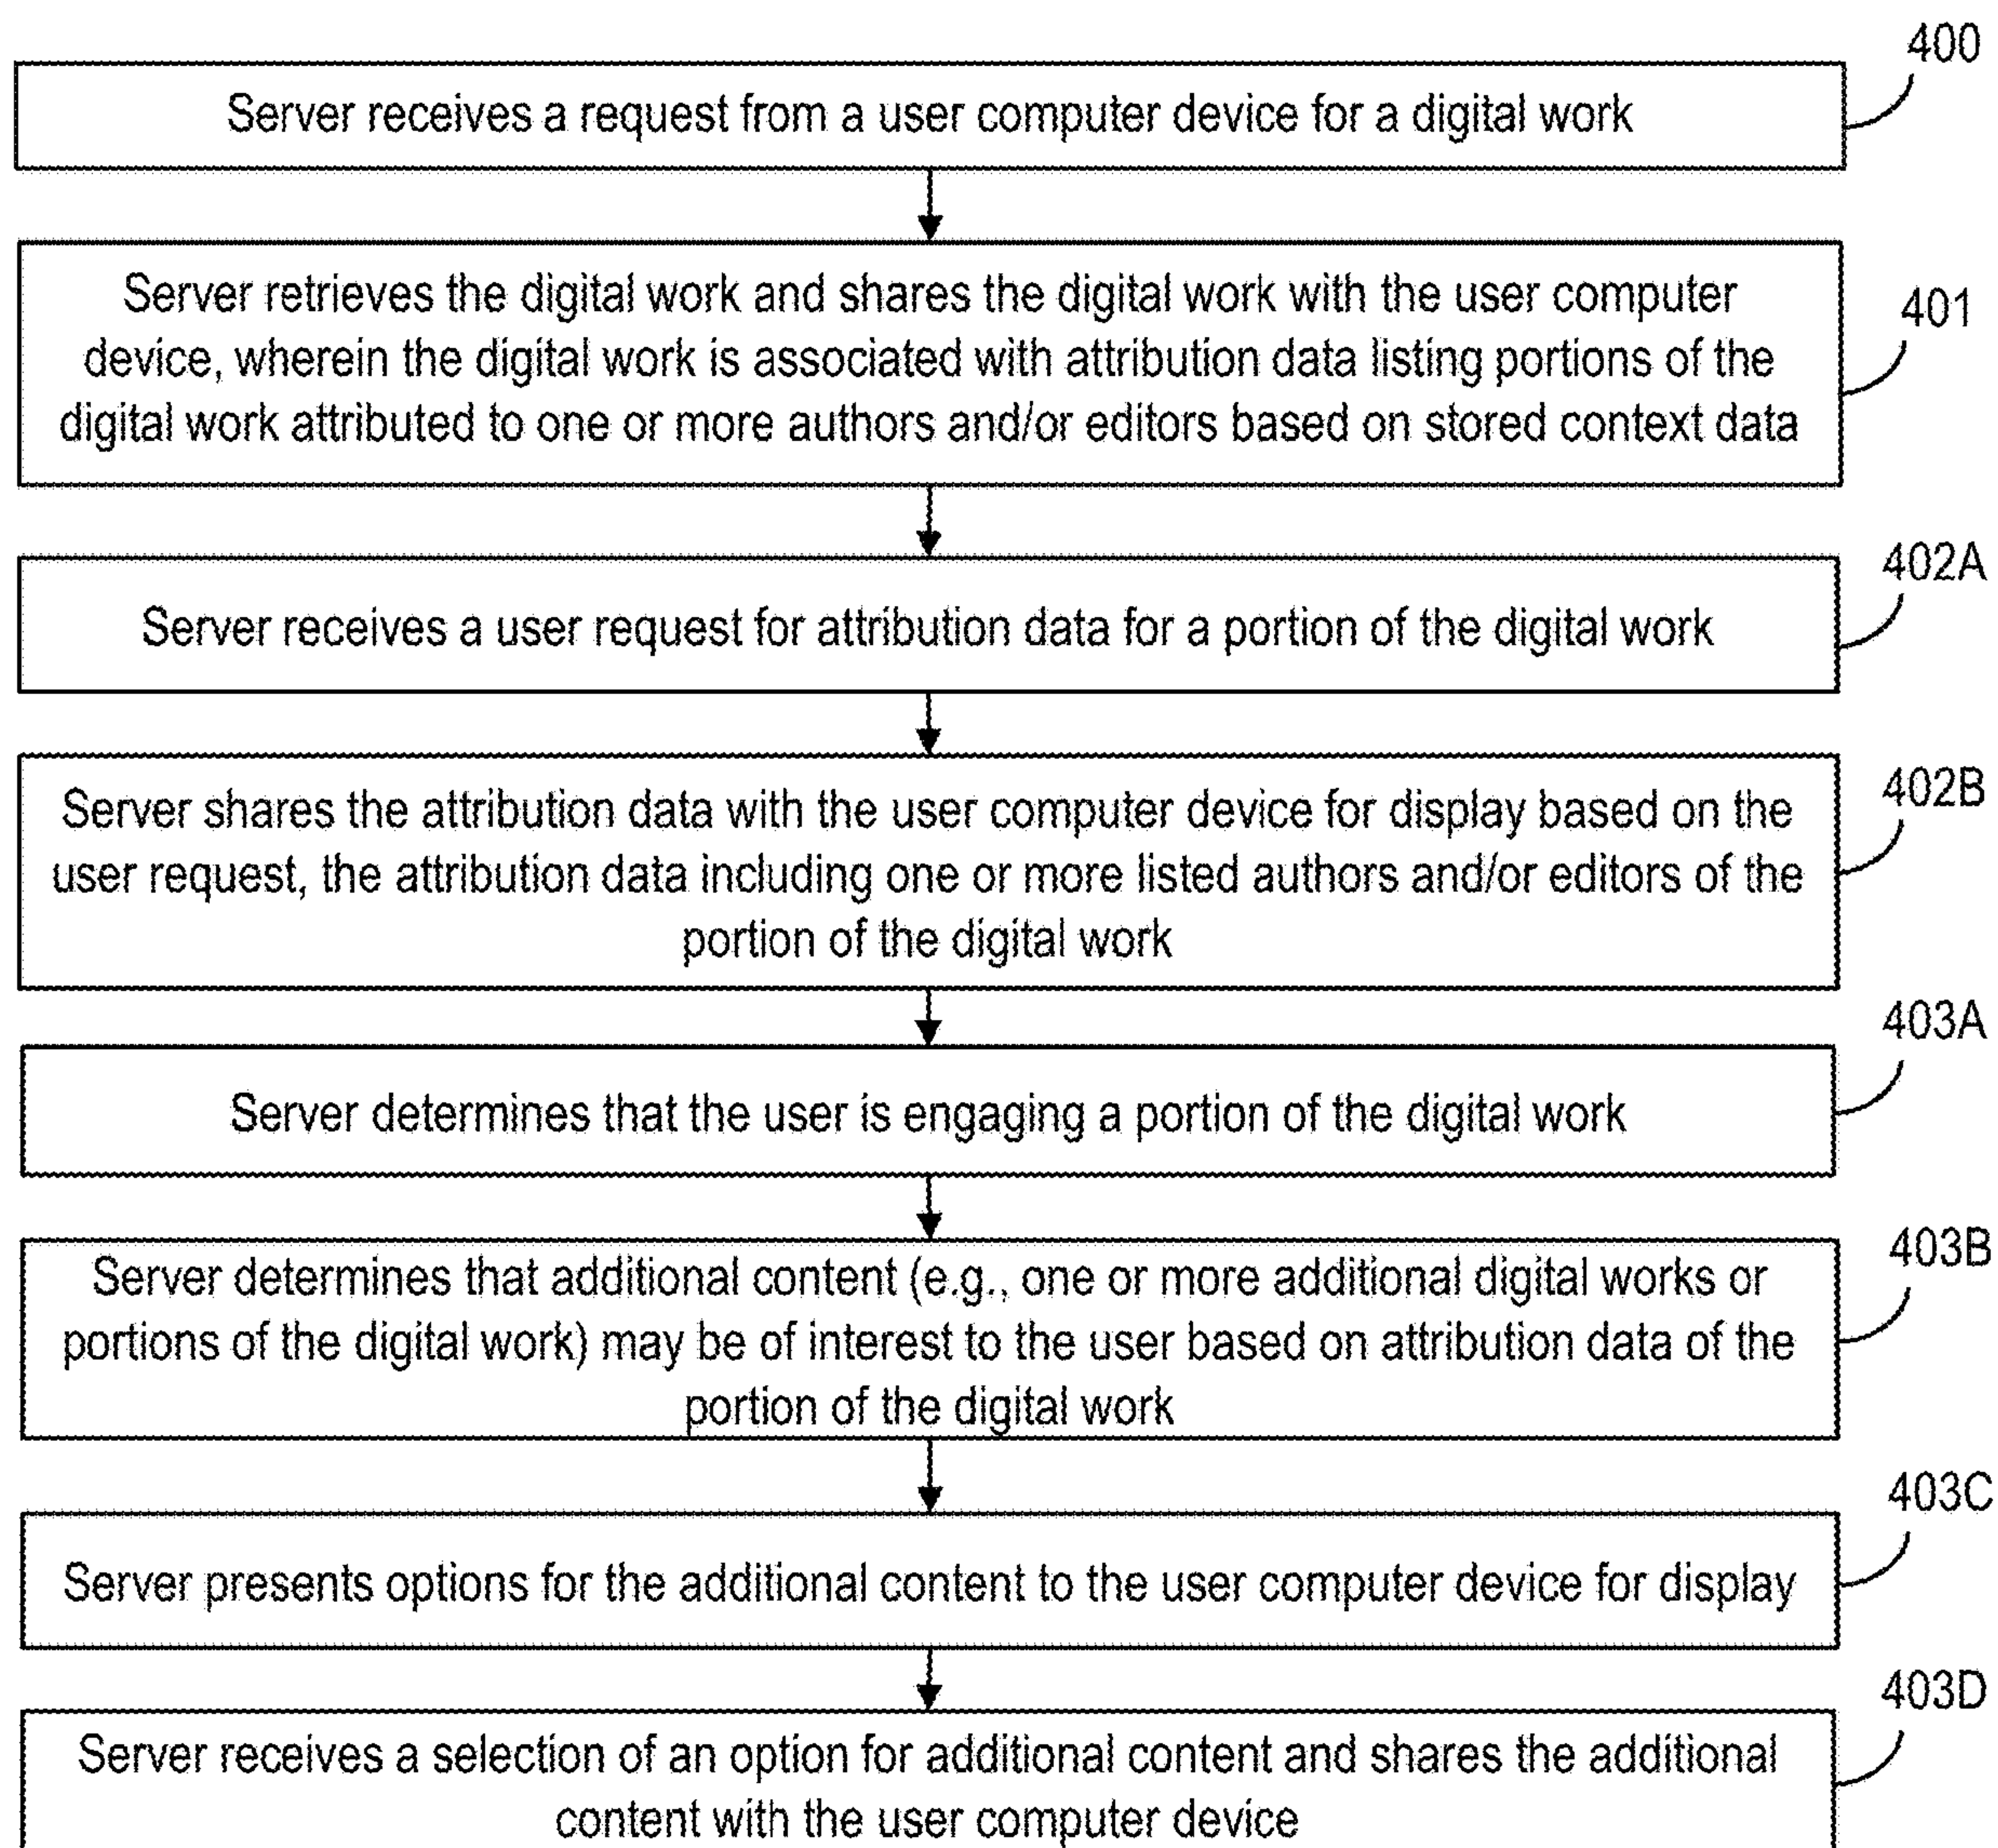 400
Server receives a request from a user computer device for a digital work
Server retrieves the digital work and shares the digital work with the user computer
device, wherein the digital work is associated with attribution data listing portions of the
digital work attributed to one or more authors and/or editors based on stored context data
401
402A
Server receives a user request for attribution data for a portion of the digital work
402B
Server shares the attribution data with the user computer device for display based on the
user request, the attribution data including one or more listed authors and/or editors of the
portion of the digital work
403A
Server determines that the user is engaging a portion of the digital work
403B
Server determines that additional content (e.g., one or more additional digital works or
portions of the digital work) may be of interest to the user based on attribution data of the
portion of the digital work
403C
Server presents options for the additional content to the user computer device for display
403D
Server receives a selection of an option for additional content and shares the additional
content with the user computer device